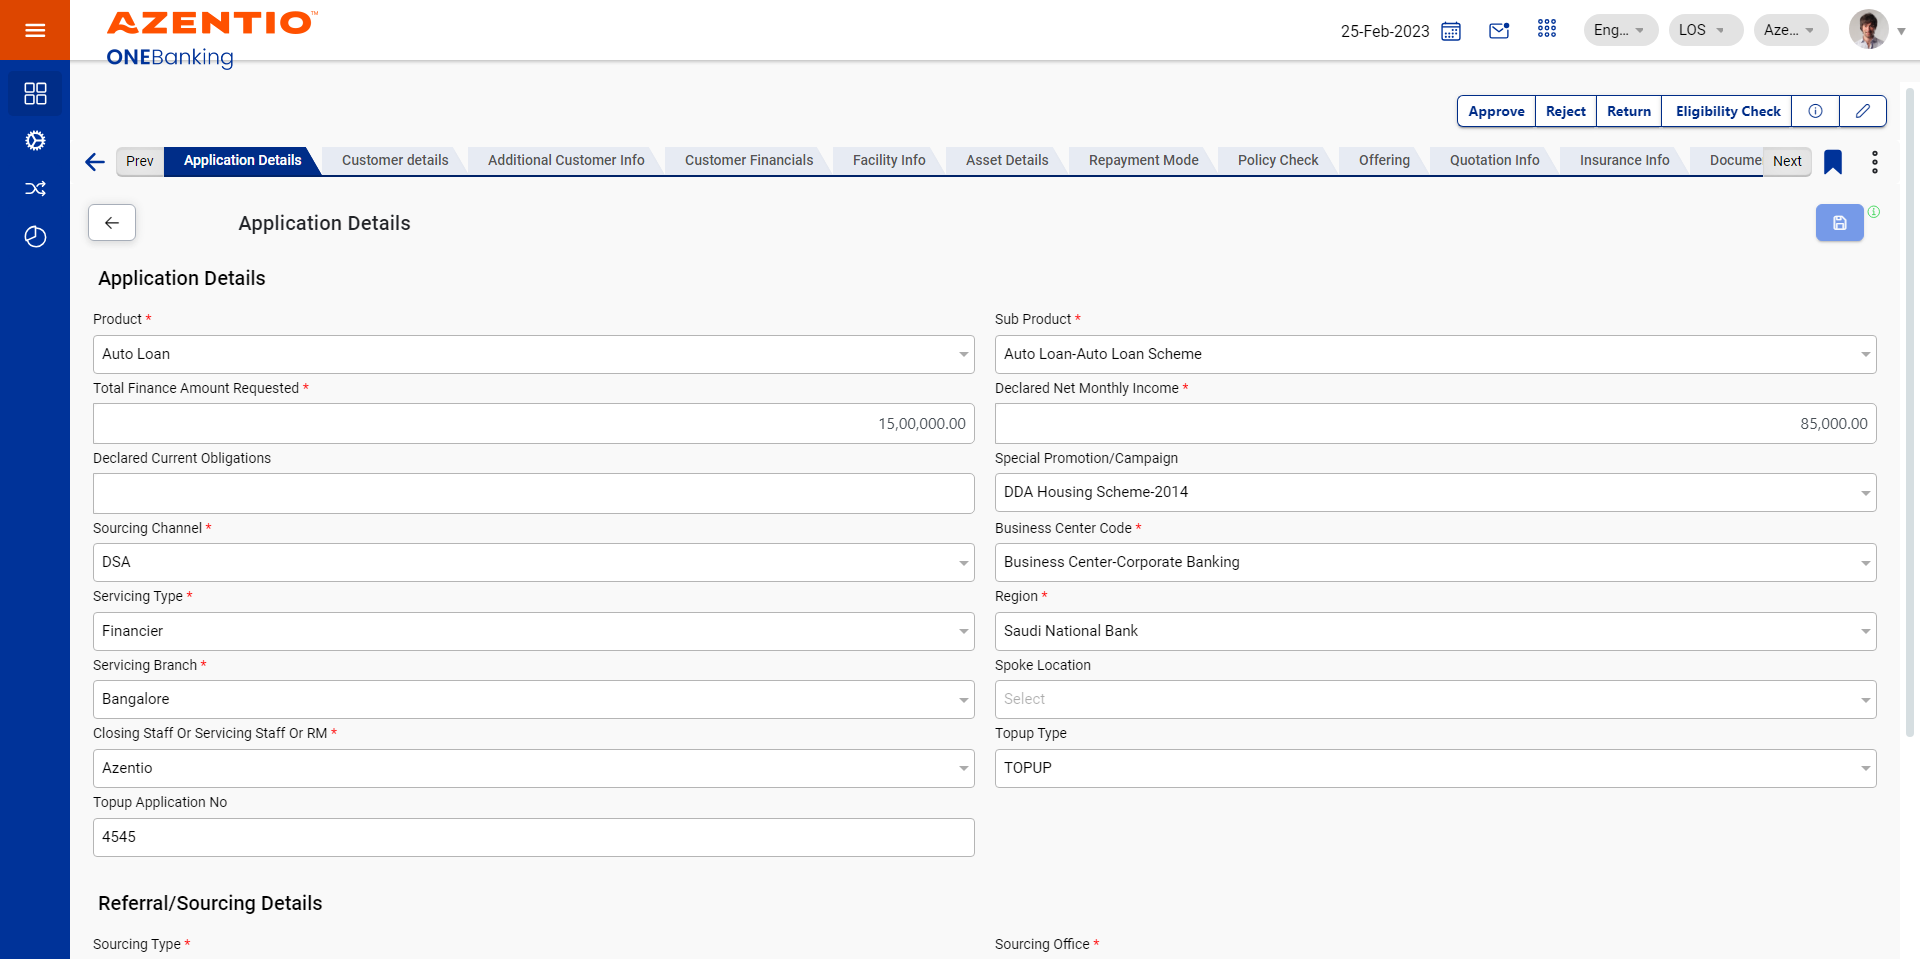 AZENTIO™
ONEBanking
25-Feb-2023
Eng...
LOS
Aze...
Approve
Reject
Return
Eligibility Check
Prev
Application Details
Customer details
Additional Customer Info
Customer Financials
Facility Info
Asset Details
Repayment Mode
Policy Check
Offering
Quotation Info
Insurance Info
Docume
Next
Application Details
Application Details
Product *
Sub Product *
Auto Loan
Auto Loan-Auto Loan Scheme
Total Finance Amount Requested *
Declared Net Monthly Income *
15,00,000.00
85,000.00
Declared Current Obligations
Special Promotion/Campaign
DDA Housing Scheme-2014
Sourcing Channel *
Business Center Code *
DSA
Business Center-Corporate Banking
Servicing Type *
Region *
Financier
Saudi National Bank
Servicing Branch *
Spoke Location
Bangalore
Select
Closing Staff Or Servicing Staff Or RM *
Topup Type
Azentio
TOPUP
Topup Application No
4545
Referral/Sourcing Details
Sourcing Type *
Sourcing Office *